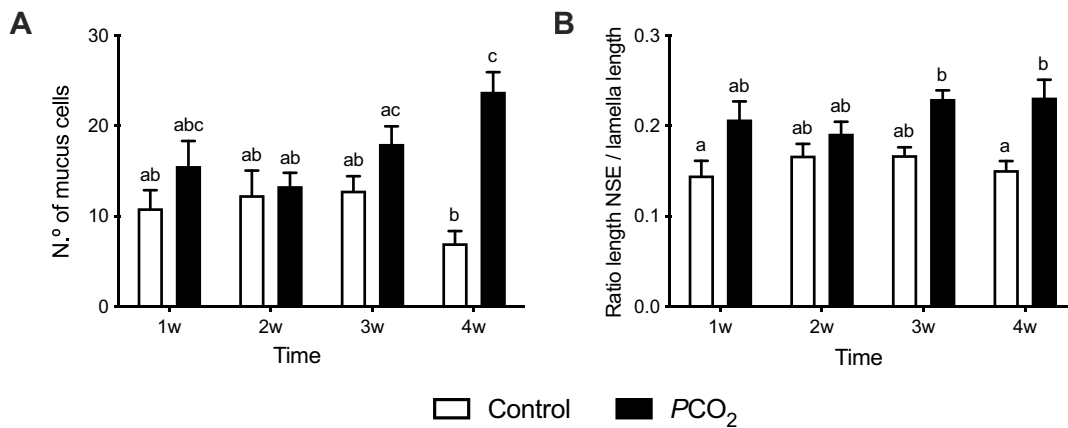 A
N.º of mucus cells
30
20
10
0
ab
abc
ab
ab
ab
ac
b
c
1w
2w
3w
4w
Time
B
Ratio length NSE / lamella length
0.3
0.2
0.1
0.0
a
ab
ab
ab
ab
b
a
b
1w
2w
3w
4w
Time
Control
PCO₂